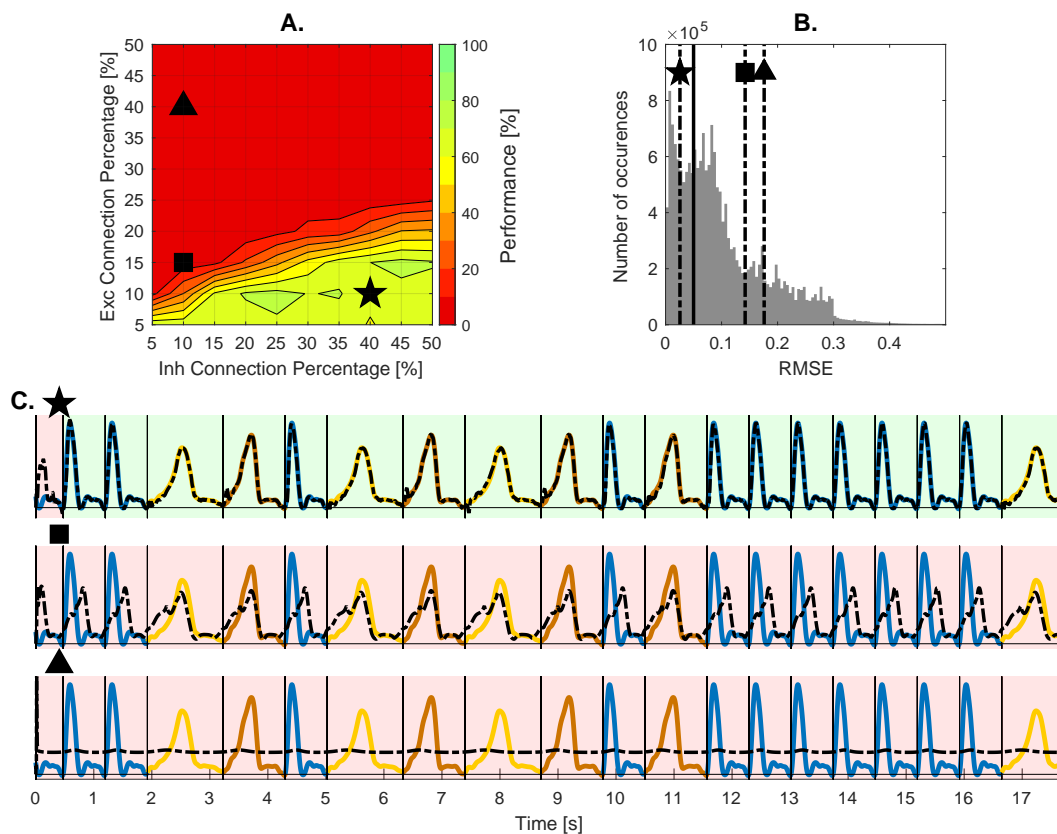 A.
B.
×10⁵
50
45
40
35
30
25
20
15
10
5
Exc Connection Percentage [%]
5 10 15 20 25 30 35 40 45 50
Inh Connection Percentage [%]
100
80
60
40
20
0
Performance [%]
10
8
6
4
2
0
Number of occurences
0 0.1 0.2 0.3 0.4
RMSE
C.
0 1 2 3 4 5 6 7 8 9 10 11 12 13 14 15 16 17
Time [s]